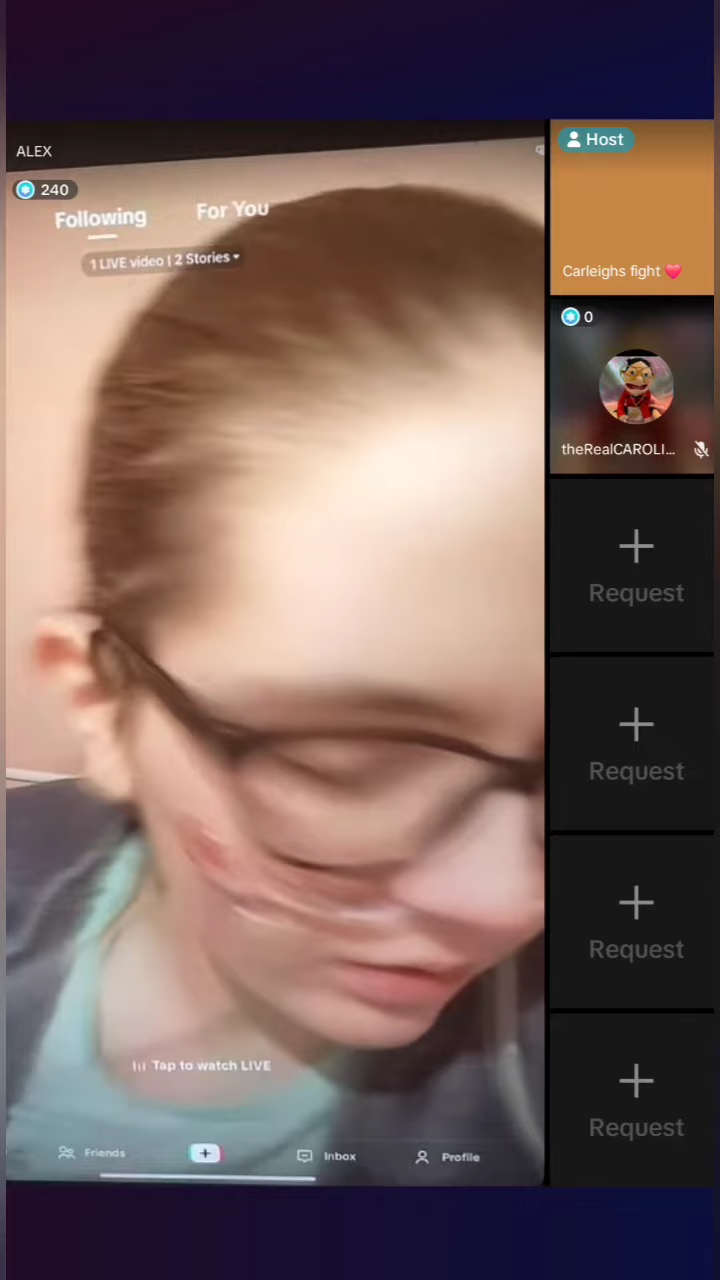 ALEX
240
Following For You
1 LIVE video | 2 Stories
Tap to watch LIVE
Friends
Inbox
Profile
Host
Carleighs fight ❤️
0
theRealCAROLI...
Request
Request
Request
Request